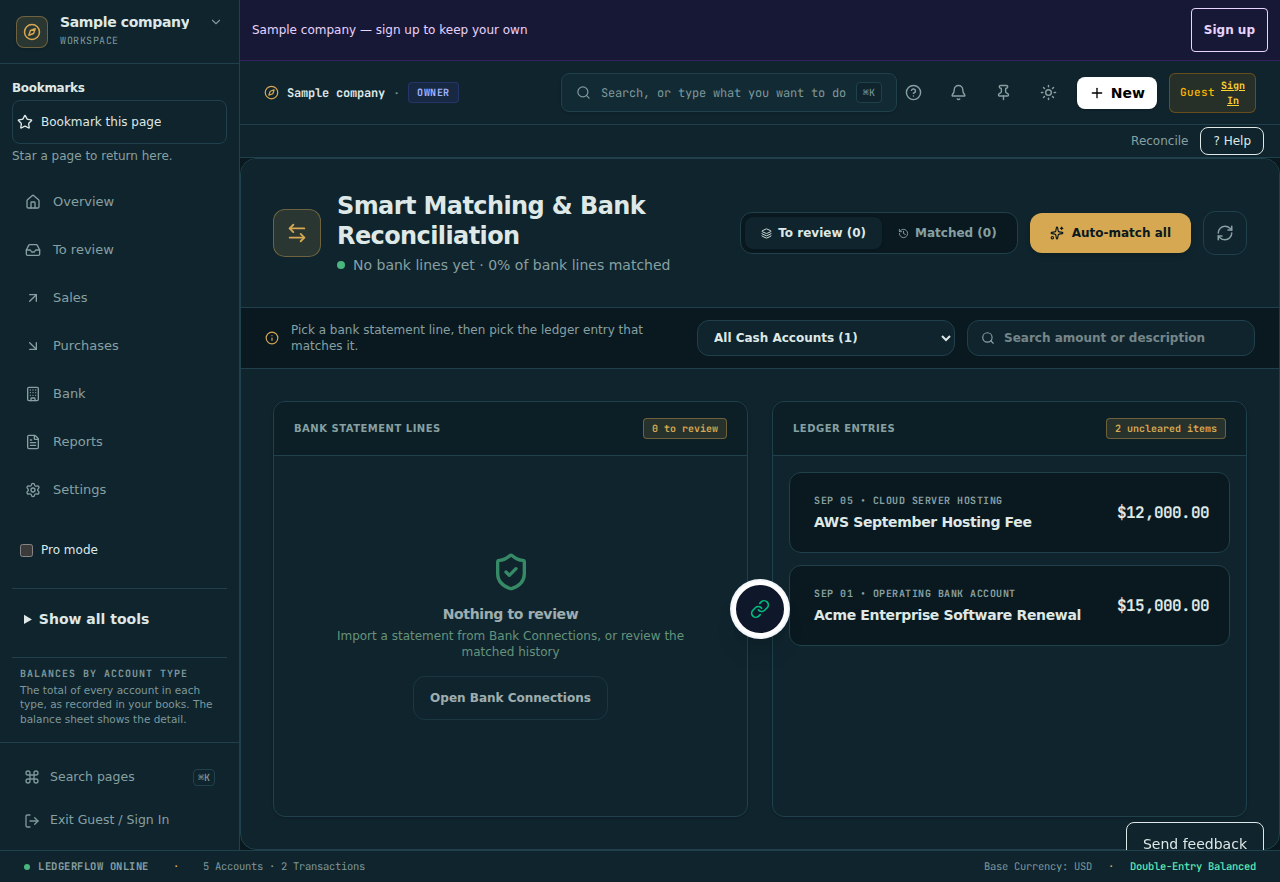 Sample company
WORKSPACE
Bookmarks
Bookmark this page
Star a page to return here.
Overview
To review
Sales
Purchases
Bank
Reports
Settings
Pro mode
Show all tools
BALANCES BY ACCOUNT TYPE
The total of every account in each
type, as recorded in your books. The
balance sheet shows the detail.
Search pages ⌘K
Exit Guest / Sign In
Sample company — sign up to keep your own
Sign up
Sample company · OWNER
Search, or type what you want to do ⌘K
New
Guest Sign
In
Reconcile
? Help
Smart Matching & Bank
Reconciliation
No bank lines yet · 0% of bank lines matched
To review (0)
Matched (0)
Auto-match all
Pick a bank statement line, then pick the ledger entry that
matches it.
All Cash Accounts (1)
Search amount or description
BANK STATEMENT LINES
0 to review
Nothing to review
Import a statement from Bank Connections, or review the
matched history
Open Bank Connections
LEDGER ENTRIES
2 uncleared items
SEP 05 • CLOUD SERVER HOSTING
AWS September Hosting Fee
$12,000.00
SEP 01 • OPERATING BANK ACCOUNT
Acme Enterprise Software Renewal
$15,000.00
Send feedback
LEDGERFLOW ONLINE · 5 Accounts · 2 Transactions
Base Currency: USD · Double-Entry Balanced